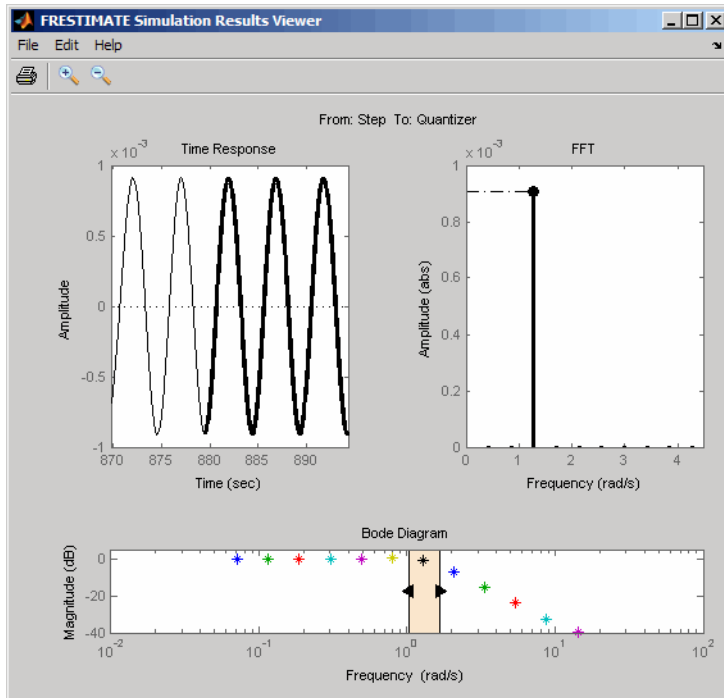 FRESTIMATE Simulation Results Viewer
File Edit Help
From: Step To: Quantizer
Time Response
x 10^-3
1
0.5
0
-0.5
-1
Amplitude
870 875 880 885 890
Time (sec)
FFT
x 10^-3
1
0.8
0.6
0.4
0.2
0
Amplitude (abs)
0 1 2 3 4
Frequency (rad/s)
Bode Diagram
0
-20
-40
Magnitude (dB)
10^-2 10^-1 10^0 10^1 10^2
Frequency (rad/s)